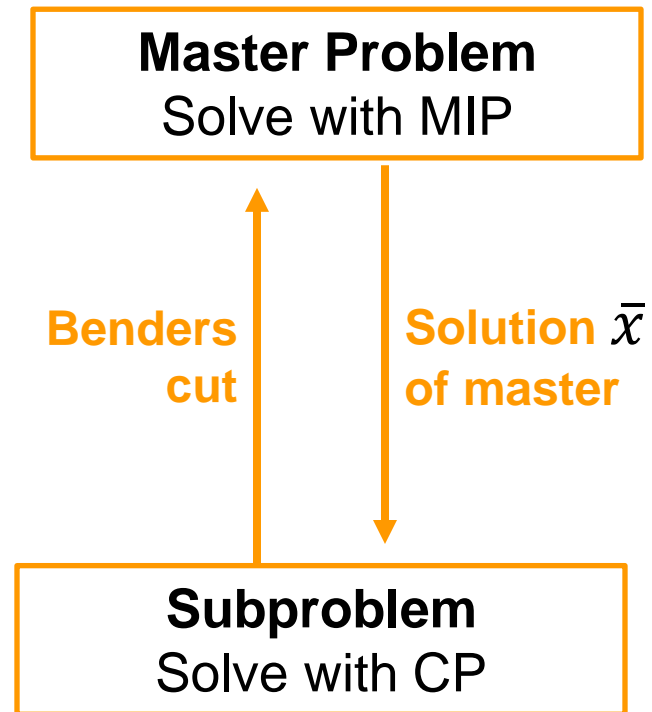 Master Problem
Solve with MIP
Benders
cut
Solution x̄
of master
Subproblem
Solve with CP